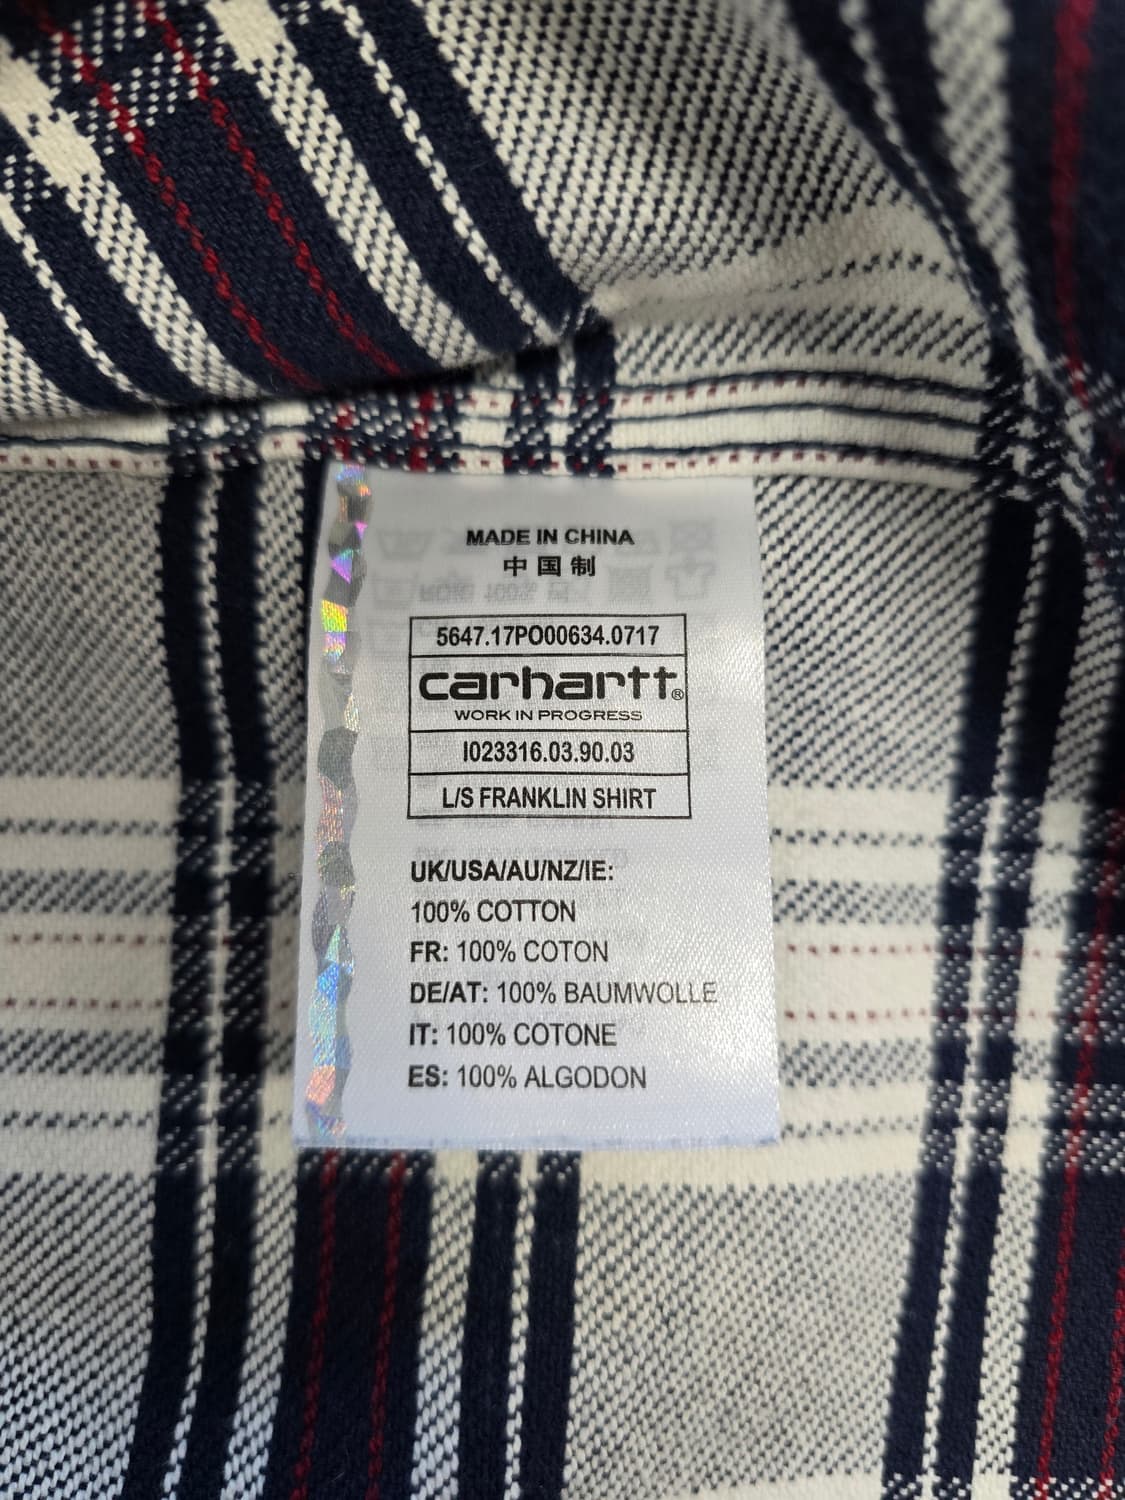 MADE IN CHINA
中国制
5647.17PO00634.0717
carhartt®
WORK IN PROGRESS
I023316.03.90.03
L/S FRANKLIN SHIRT
UK/USA/AU/NZ/IE:
100% COTTON
FR: 100% COTON
DE/AT: 100% BAUMWOLLE
IT: 100% COTONE
ES: 100% ALGODON